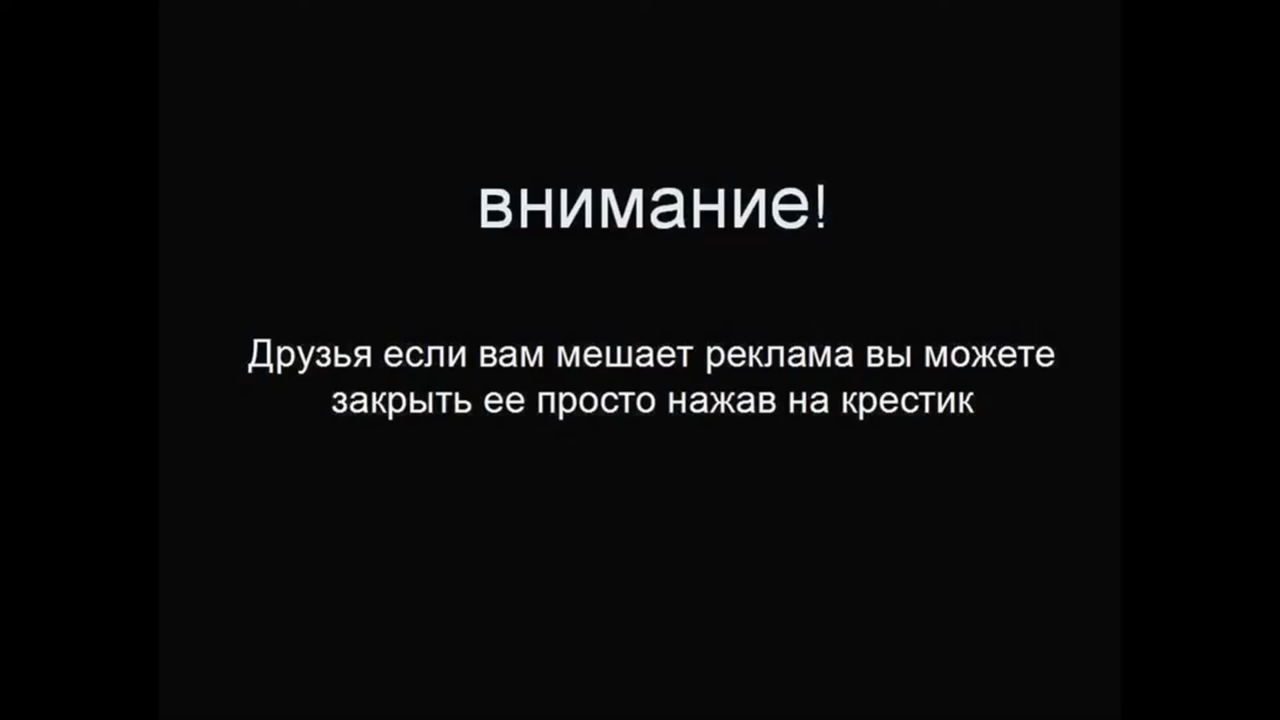 внимание!
Друзья если вам мешает реклама вы можете
закрыть ее просто нажав на крестик